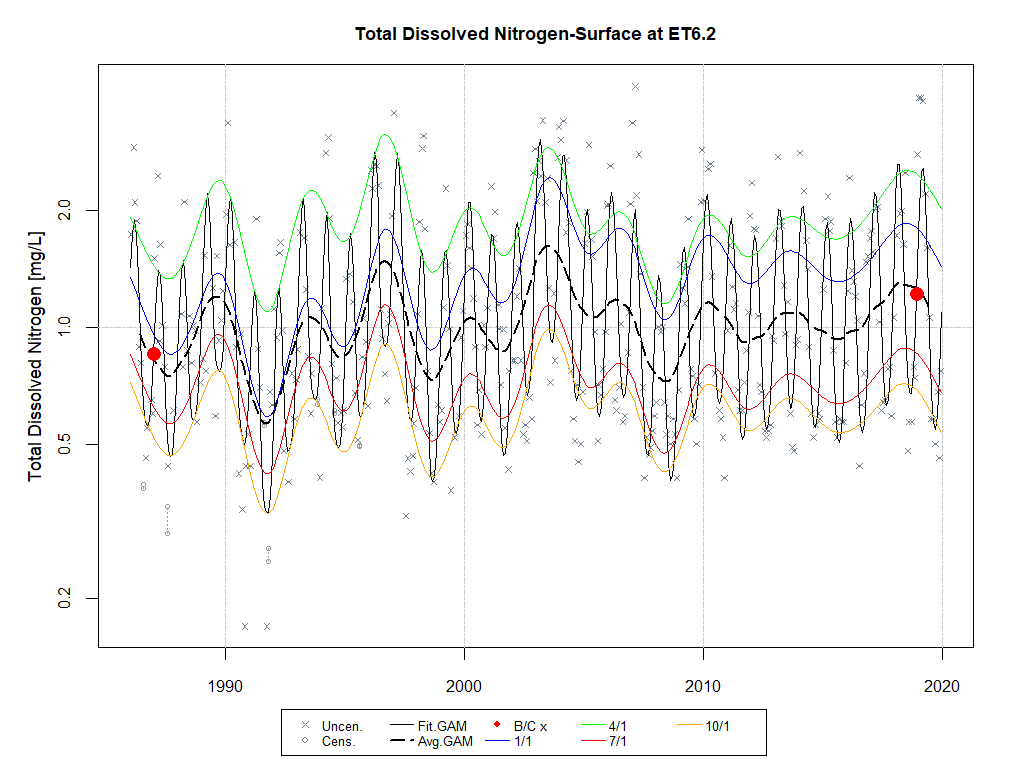 Total Dissolved Nitrogen-Surface at ET6.2
Total Dissolved Nitrogen [mg/L]
2.0
1.0
0.5
0.2
1990 2000 2010 2020
Uncen. Fit.GAM B/C x 4/1 10/1
Cens. Avg.GAM 1/1 7/1